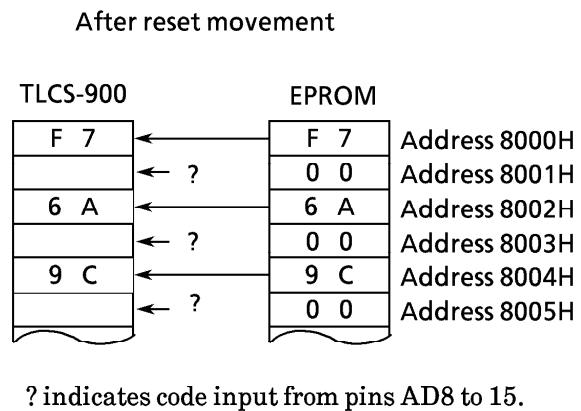 After reset movement
TLCS-900 EPROM
F 7 F 7 Address 8000H
? 0 0 Address 8001H
6 A 6 A Address 8002H
? 0 0 Address 8003H
9 C 9 C Address 8004H
? 0 0 Address 8005H
? indicates code input from pins AD8 to 15.